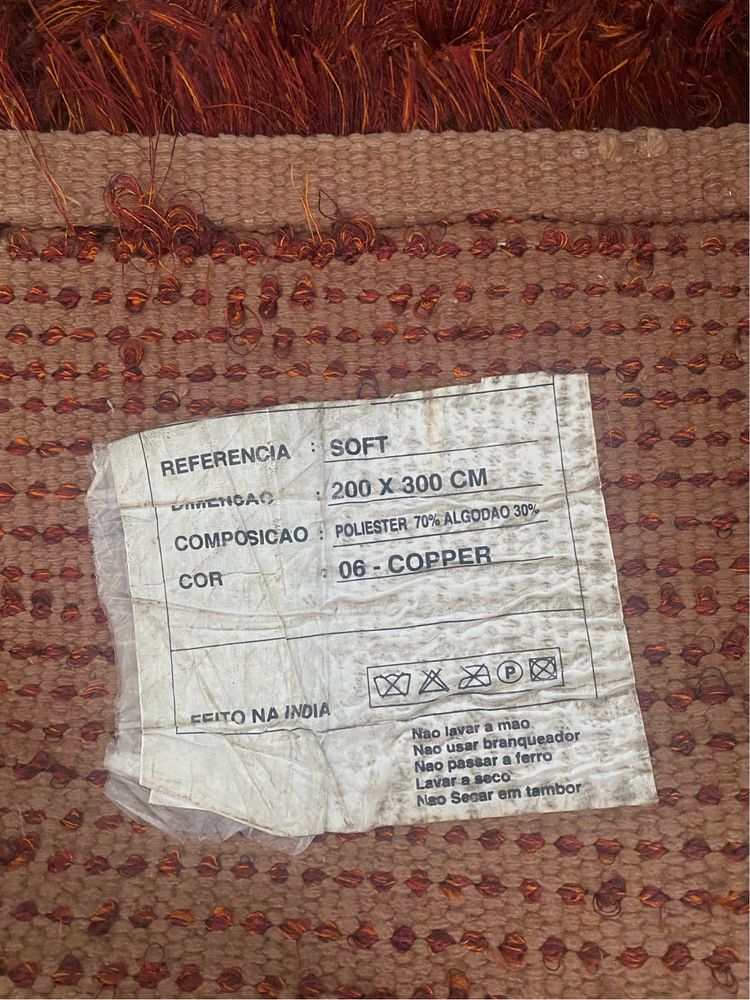 REFERENCIA : SOFT
DIMENSAO : 200 X 300 CM
COMPOSICAO : POLIESTER 70% ALGODAO 30%
COR : 06 - COPPER
FEITO NA INDIA
P
Nao lavar a mao
Nao usar branqueador
Nao passar a ferro
Lavar a seco
Nao Secar em tambor